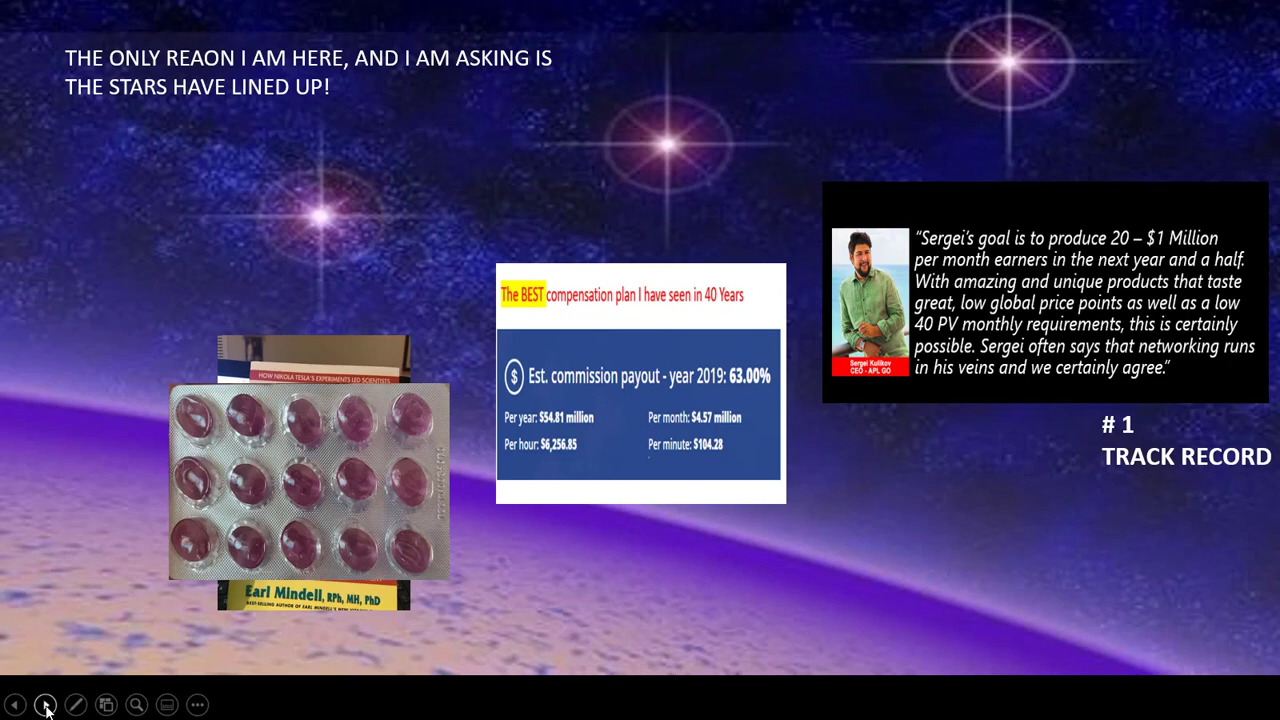 THE ONLY REAON I AM HERE, AND I AM ASKING IS
THE STARS HAVE LINED UP!
HOW NIKOLA TESLA'S EXPERIMENTS LED SCIENTISTS
Earl Mindell, RPh, MH, PhD
BEST-SELLING AUTHOR OF EARL MINDELL'S NEW
The BEST compensation plan I have seen in 40 Years
$ Est. commission payout - year 2019: 63.00%
Per year: $54.81 million Per month: $4.57 million
Per hour: $6,256.85 Per minute: $104.28
"Sergei's goal is to produce 20 – $1 Million
per month earners in the next year and a half.
With amazing and unique products that taste
great, low global price points as well as a low
40 PV monthly requirements, this is certainly
possible. Sergei often says that networking runs
in his veins and we certainly agree."
Sergei Kulikov
CEO - APL GO
# 1
TRACK RECORD